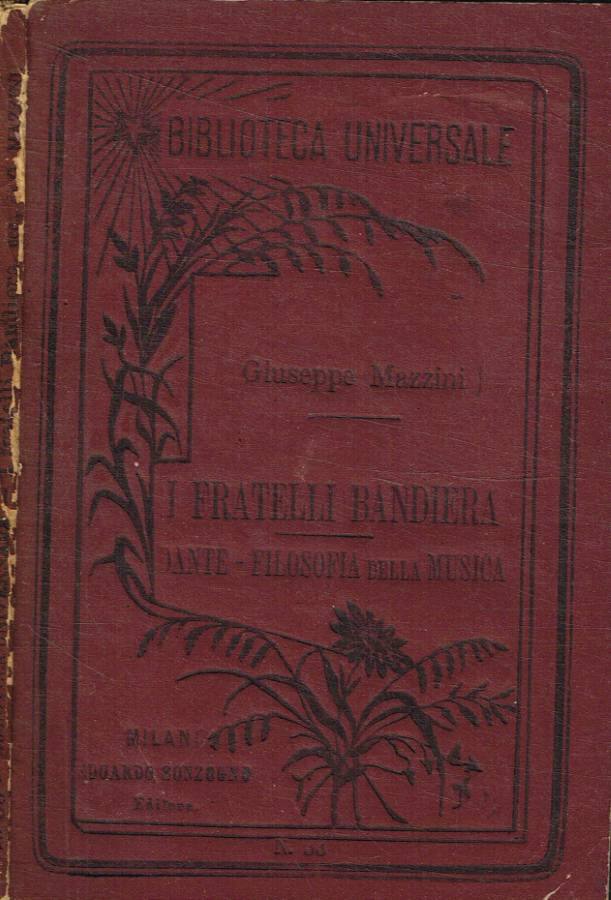 BIBLIOTECA UNIVERSALE
Giuseppe Mazzini
I FRATELLI BANDIERA
DANTE - FILOSOFIA DELLA MUSICA
MILANO
EDOARDO SONZOGNO
Editore